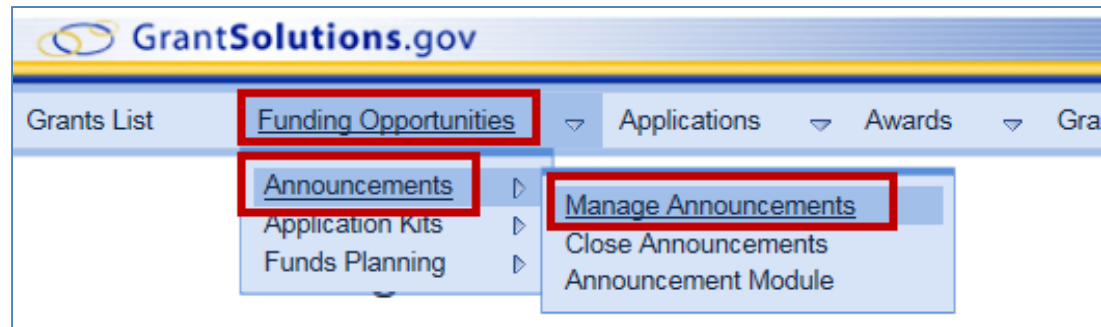 GrantSolutions.gov
Grants List Funding Opportunities Applications Awards
Announcements
Application Kits
Funds Planning
Manage Announcements
Close Announcements
Announcement Module